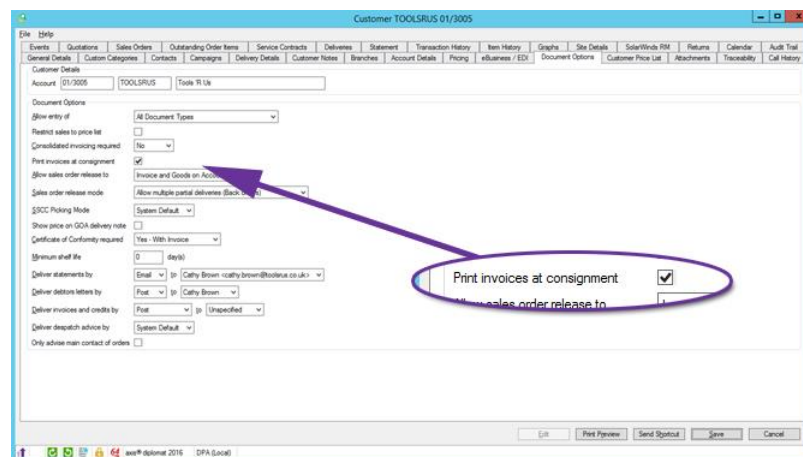 Customer TOOLSRUS 01/3005
File Help
Events Quotations Sales Orders Outstanding Order Items Service Contracts Deliveries Statement Transaction History Item History Graphs Site Details SolarWinds RM Returns Calendar Audit Trail
General Details Custom Categories Contacts Campaigns Delivery Details Customer Notes Branches Account Details Pricing eBusiness / EDI Document Options Customer Price List Attachments Traceability Call History
Customer Details
Account 01/3005 TOOLSRUS Tools 'R Us
Document Options
Allow entry of All Document Types
Restrict sales to price list
Consolidated invoicing required No
Print invoices at consignment
Allow sales order release to Invoice and Goods on
Sales order release mode Allow multiple partial deliveries (Back
SSCC Picking Mode System Default
Show price on GOA delivery note
Certificate of Conformity required Yes - With Invoice
Minimum shelf life 0 day(s)
Deliver statements by Email to Cathy Brown <cathy.brown@toolsrus.co.uk>
Deliver debtors letters by Post to Cathy Brown
Deliver invoices and credits by Post to Unspecified
Deliver despatch advice by System Default
Only advise main contact of orders
Print invoices at consignment
sales order release to
Edit Print Preview Send Shortcut Save Cancel
axe® diplomat 2016 DPA (Local)